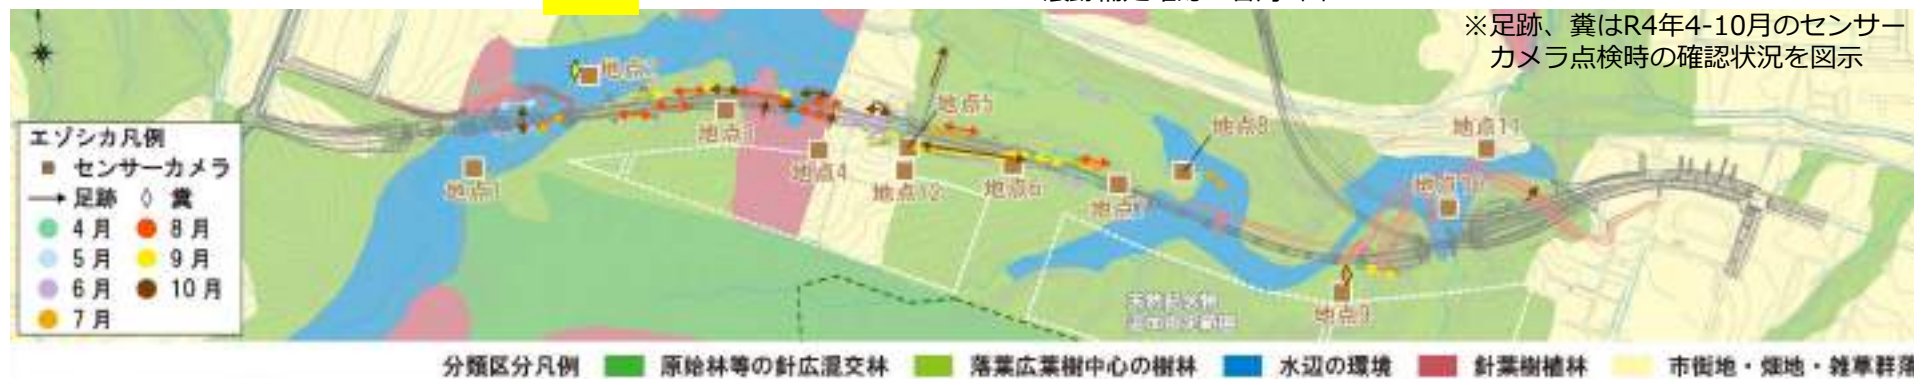 ※足跡、糞はR4年4-10月のセンサー
カメラ点検時の確認状況を図示
地点2
地点5
地点3
地点8
地点11
地点1
地点4
地点12
地点6
地点9
エゾシカ凡例
センサーカメラ
足跡 糞
4月 8月
5月 9月
6月 10月
7月
分類区分凡例 原始林等の針広混交林 落葉広葉樹中心の樹林 水辺の環境 針葉樹植林 市街地・畑地・雑草群落